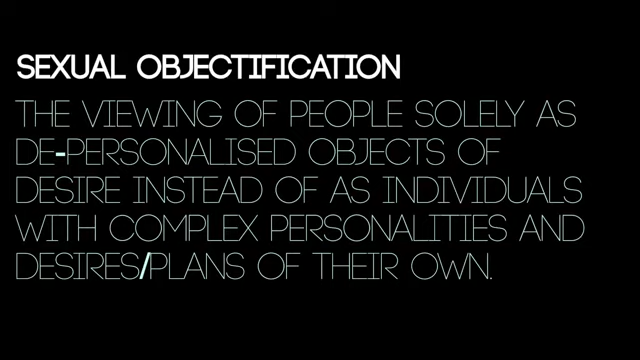 SEXUAL OBJECTIFICATION
THE VIEWING OF PEOPLE SOLELY AS
DE-PERSONALISED OBJECTS OF
DESIRE INSTEAD OF AS INDIVIDUALS
WITH COMPLEX PERSONALITIES AND
DESIRES/PLANS OF THEIR OWN.